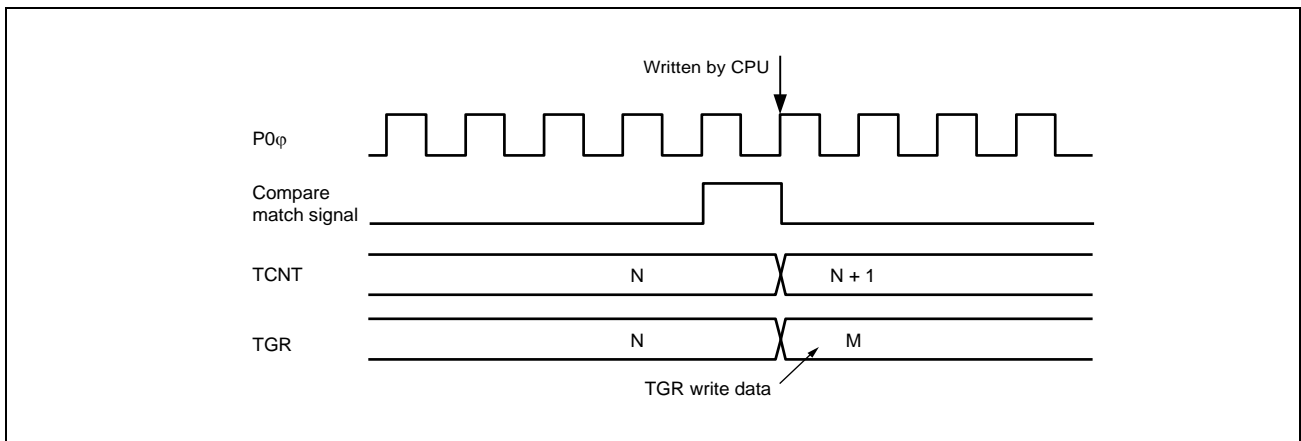 Written by CPU
P0φ
Compare
match signal
TCNT
N
N + 1
TGR
N
M
TGR write data